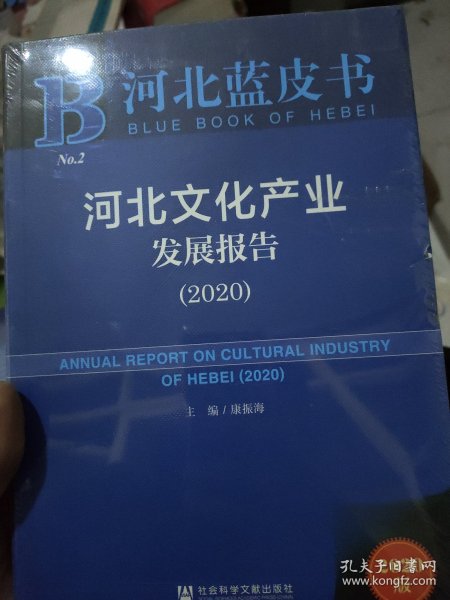 B
河北蓝皮书
BLUE BOOK OF HEBEI
No.2
河北文化产业
发展报告
(2020)
ANNUAL REPORT ON CULTURAL INDUSTRY
OF HEBEI (2020)
主 编 / 康振海
社会科学文献出版社
2020
版
孔夫子旧书网
www.kongfz.com